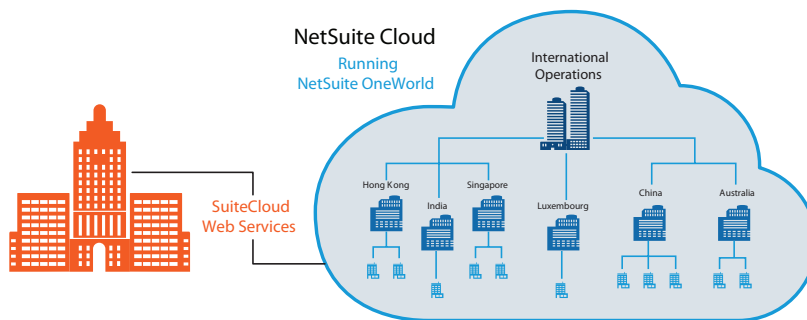 NetSuite Cloud
Running
NetSuite OneWorld
International
Operations
SuiteCloud
Web Services
Hong Kong
India
Singapore
Luxembourg
China
Australia